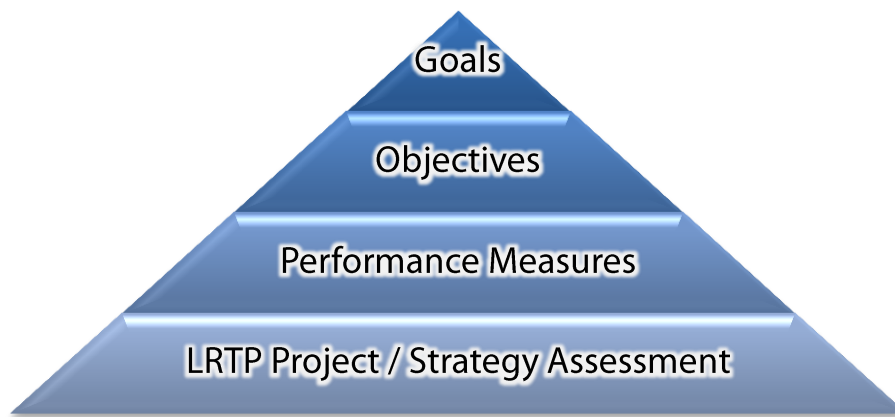 Goals
Objectives
Performance Measures
LRTP Project / Strategy Assessment